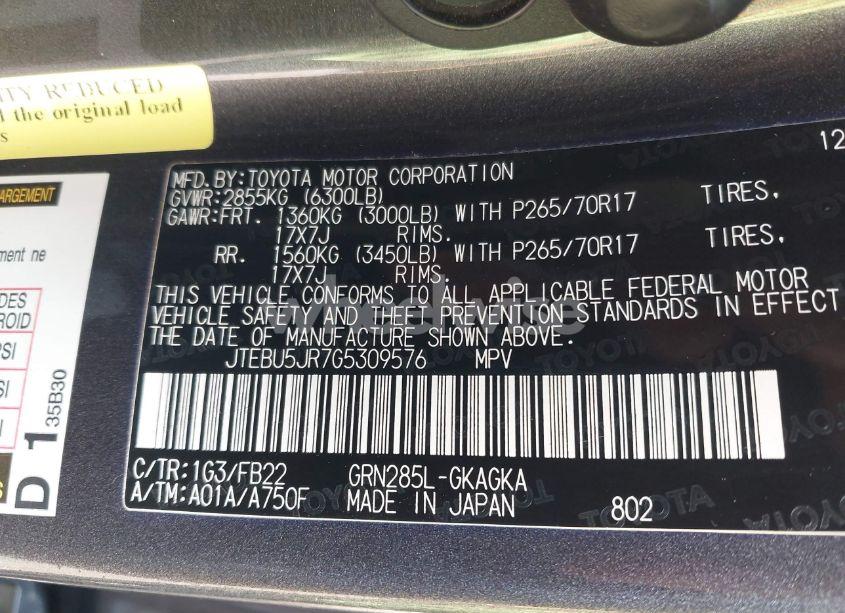 ITY REDUCED
the original load
s
ARGEMENT
ement ne
DES
ROID
PSI
SI
SI
S
D 1
35B30
12
MFD.BY:TOYOTA MOTOR CORPORATION
GVWR:2855KG (6300LB)
GAWR:FRT. 1360KG (3000LB) WITH P265/70R17 TIRES,
17X7J RIMS.
RR. 1560KG (3450LB) WITH P265/70R17 TIRES,
17X7J RIMS.
THIS VEHICLE CONFORMS TO ALL APPLICABLE FEDERAL MOTOR
VEHICLE SAFETY AND THEFT PREVENTION STANDARDS IN EFFECT
THE DATE OF MANUFACTURE SHOWN ABOVE.
JTEBU5JR7G5309576 MPV
C/TR:1G3/FB22 GRN285L-GKAGKA
A/TM:A01A/A750F MADE IN JAPAN 802
TOYOTA